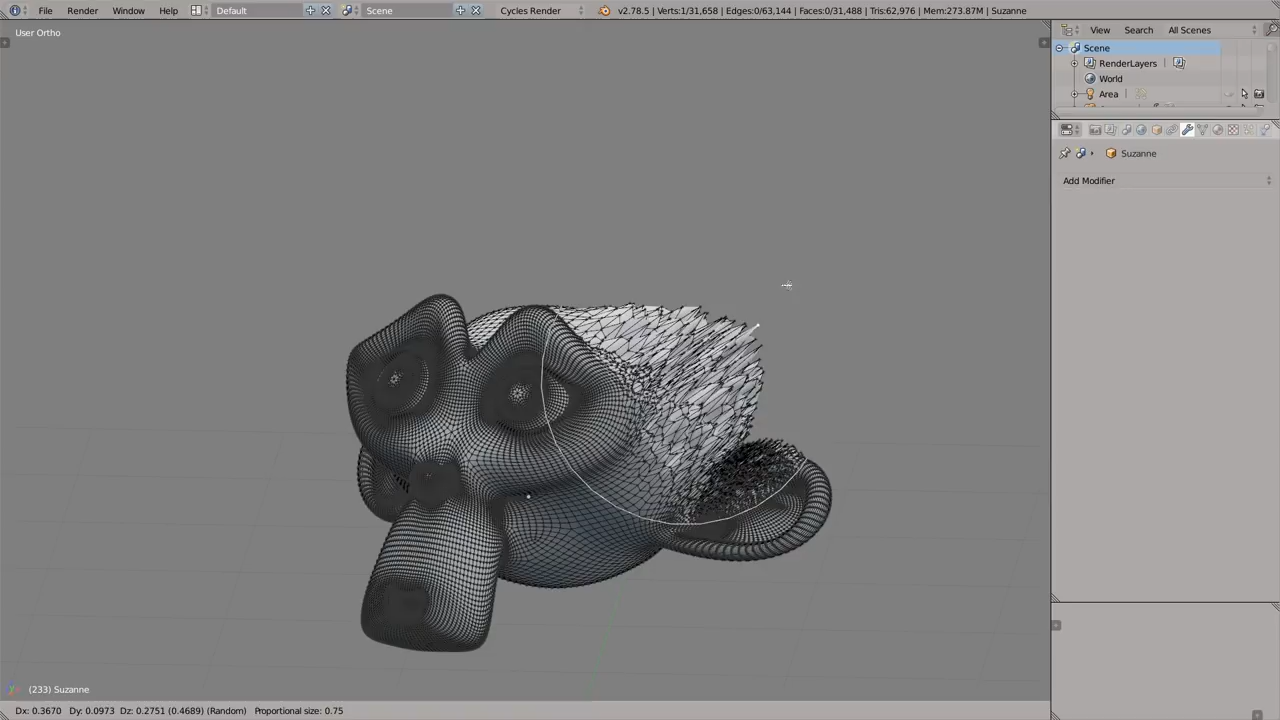 File Render Window Help Default Scene Cycles Render v2.78.5 | Verts:1/31,658 | Edges:0/63,144 | Faces:0/31,488 | Tris:62,976 | Mem:273.87M | Suzanne
User Ortho
View Search All Scenes
Scene
RenderLayers
World
Area
Suzanne
Add Modifier
(233) Suzanne
Dx: 0.3670 Dy: 0.0973 Dz: 0.2751 (0.4689) (Random) Proportional size: 0.75